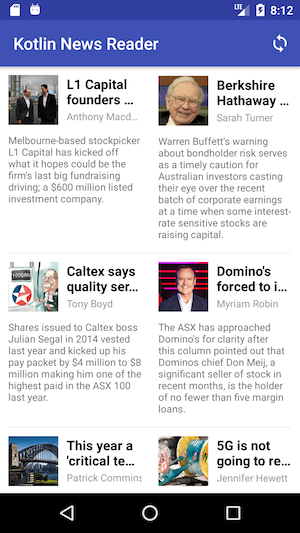 LTE 8:12
Kotlin News Reader
L1 Capital
founders ...
Anthony Macd...
Melbourne-based stockpicker
L1 Capital has kicked off
what it hopes could be the
firm's last big fundraising
driving; a $600 million listed
investment company.
Berkshire
Hathaway ...
Sarah Turner
Warren Buffett's warning
about bondholder risk serves
as a timely caution for
Australian investors casting
their eye over the recent
batch of corporate earnings
at a time when some interest-
rate sensitive stocks are
raising capital.
Caltex says
quality ser...
Tony Boyd
Shares issued to Caltex boss
Julian Segal in 2014 vested
last year and kicked up his
pay packet by $4 million to $8
million making him one of the
highest paid in the ASX 100
last year.
Domino's
forced to i...
Myriam Robin
The ASX has approached
Domino's for clarity after
this column pointed out that
Dominos chief Don Meij, a
significant seller of stock in
recent months, is the holder
of no fewer than five margin
loans.
This year a
'critical te...
Patrick Commins
5G is not
going to re...
Jennifer Hewett